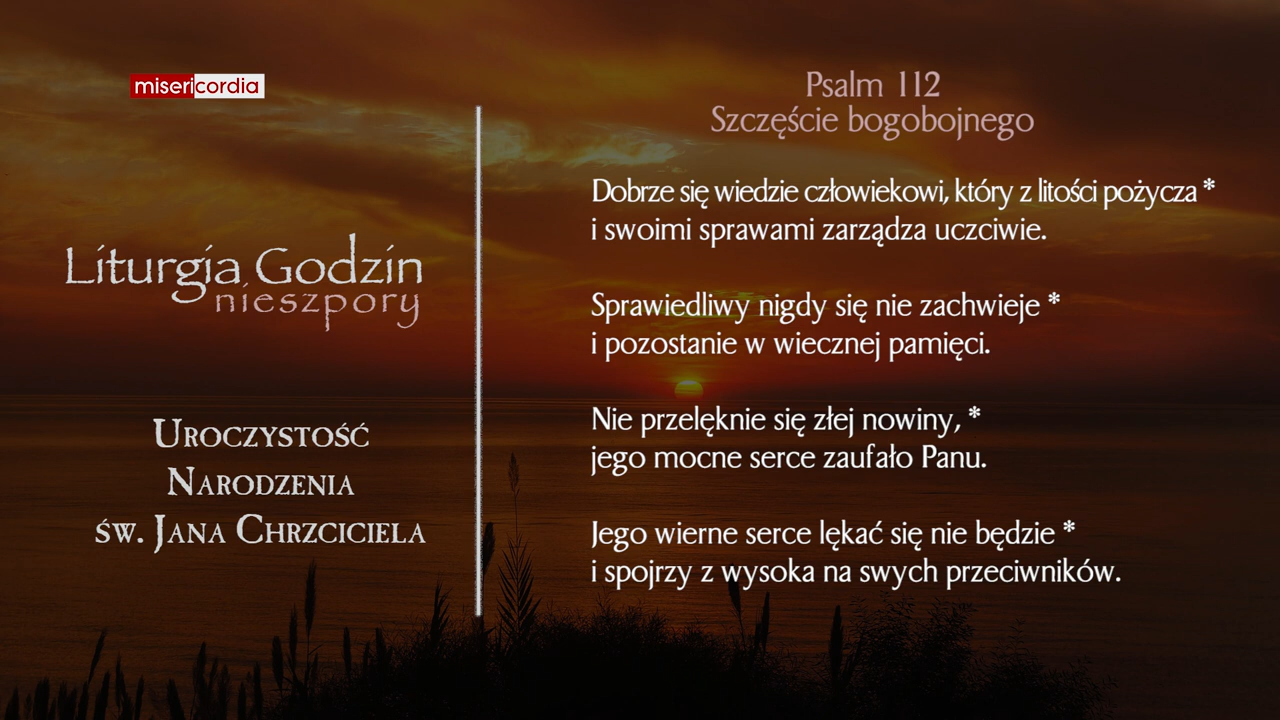 misericordia
Liturgia Godzin
nieszpory
Uroczystość
Narodzenia
św. Jana Chrzciciela
Psalm 112
Szczęście bogobojnego
Dobrze się wiedzie człowiekowi, który z litości pożycza *
i swoimi sprawami zarządza uczciwie.
Sprawiedliwy nigdy się nie zachwieje *
i pozostanie w wiecznej pamięci.
Nie przelęknie się złej nowiny, *
jego mocne serce zaufało Panu.
Jego wierne serce lękać się nie będzie *
i spojrzy z wysoka na swych przeciwników.